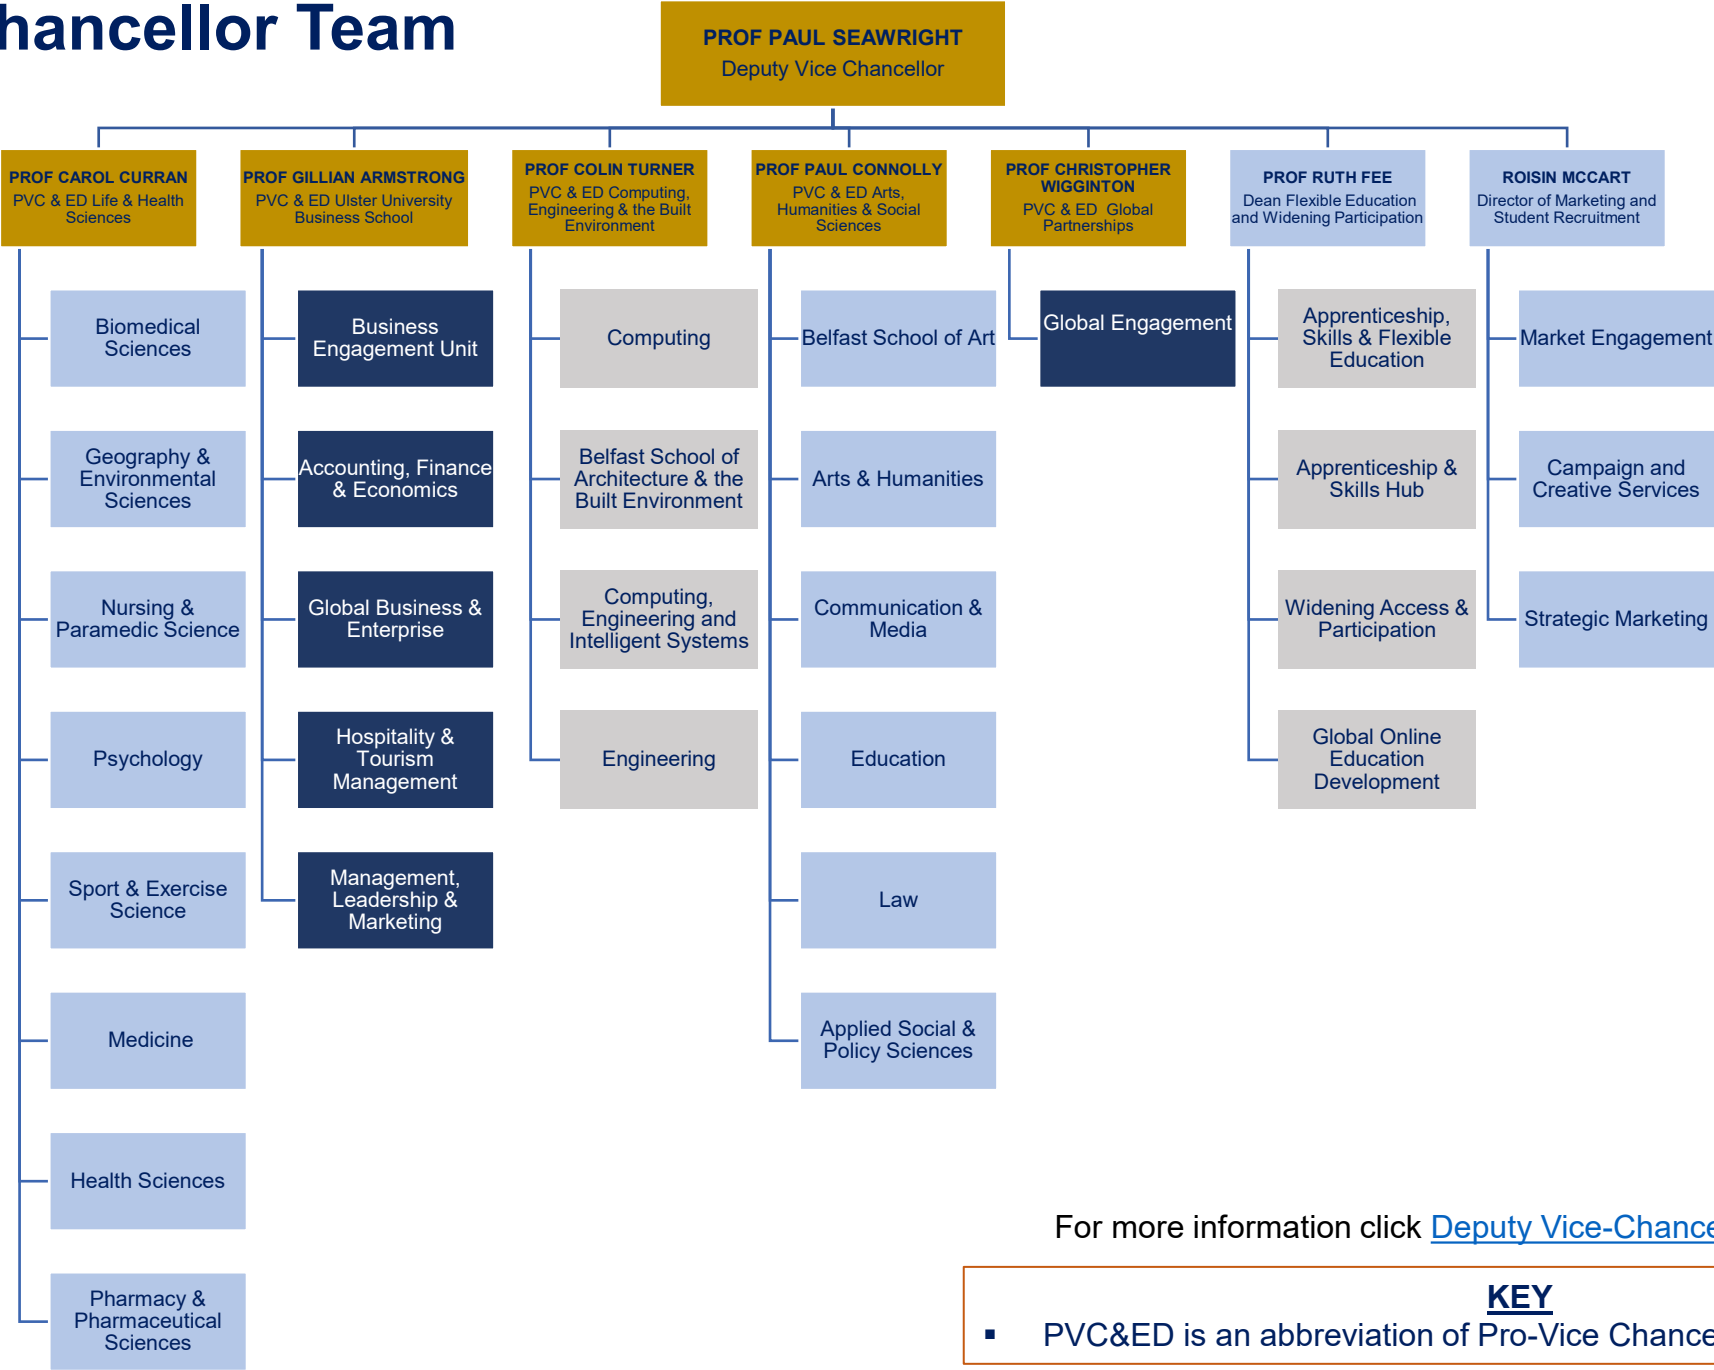 hancellor Team
PROF PAUL SEAWRIGHT
Deputy Vice Chancellor
PROF CAROL CURRAN
PVC & ED Life & Health
Sciences
PROF GILLIAN ARMSTRONG
PVC & ED Ulster University
Business School
PROF COLIN TURNER
PVC & ED Computing,
Engineering & the Built
Environment
PROF PAUL CONNOLLY
PVC & ED Arts,
Humanities & Social
Sciences
PROF CHRISTOPHER
WIGGINTON
PVC & ED Global
Partnerships
PROF RUTH FEE
Dean Flexible Education
and Widening Participation
ROISIN MCCART
Director of Marketing and
Student Recruitment
Biomedical
Sciences
Geography &
Environmental
Sciences
Nursing &
Paramedic Science
Psychology
Sport & Exercise
Science
Medicine
Health Sciences
Pharmacy &
Pharmaceutical
Sciences
Business
Engagement Unit
Accounting, Finance
& Economics
Global Business &
Enterprise
Hospitality &
Tourism
Management
Management,
Leadership &
Marketing
Computing
Belfast School of
Architecture & the
Built Environment
Computing,
Engineering and
Intelligent Systems
Engineering
Belfast School of Art
Arts & Humanities
Communication &
Media
Education
Law
Applied Social &
Policy Sciences
Global Engagement
Apprenticeship,
Skills & Flexible
Education
Apprenticeship &
Skills Hub
Widening Access &
Participation
Global Online
Education
Development
Market Engagement
Campaign and
Creative Services
Strategic Marketing
For more information click Deputy Vice-Chance
KEY
▪ PVC&ED is an abbreviation of Pro-Vice Chance